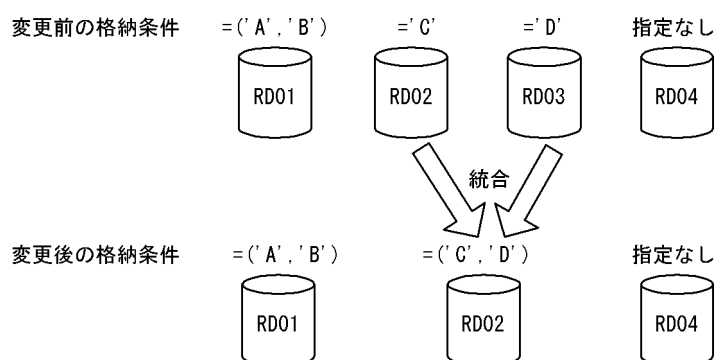 変更前の格納条件 =('A','B') ='C' ='D' 指定なし
RD01 RD02 RD03 RD04
統合
変更後の格納条件 =('A','B') =('C','D') 指定なし
RD01 RD02 RD04